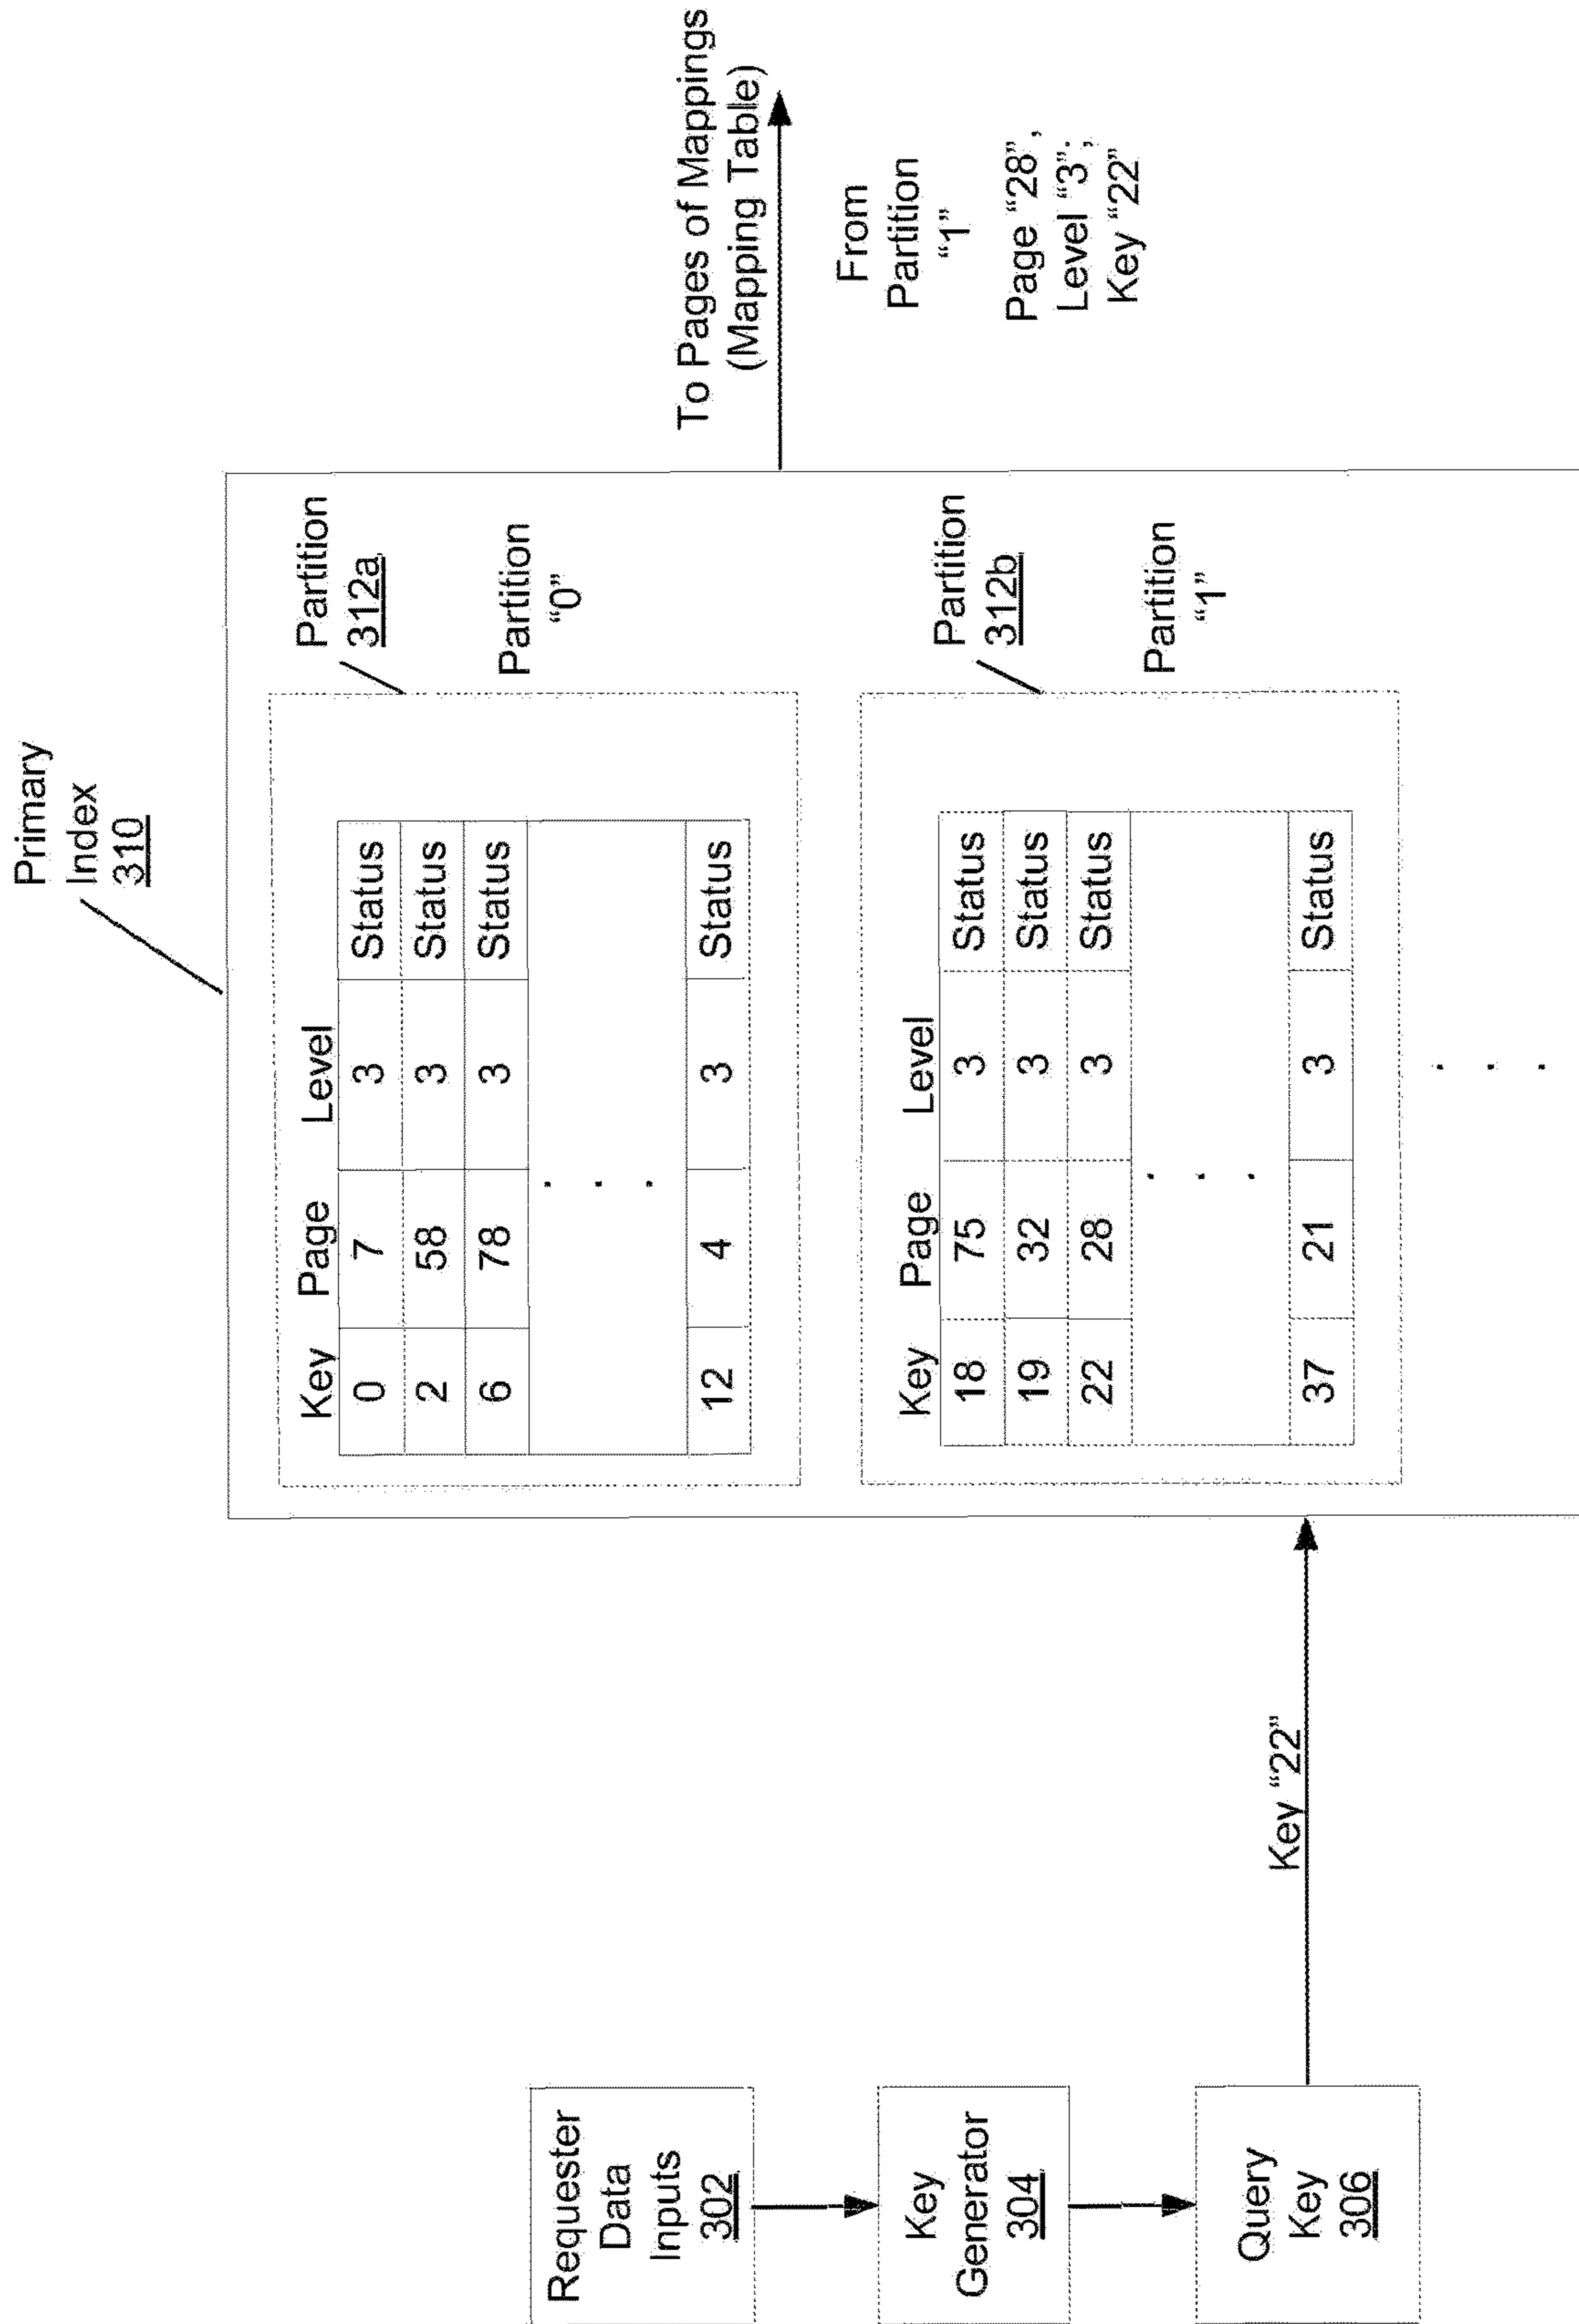 Primary
Index
310
Requester
Data
Inputs
302
Key
Generator
304
Query
Key
306
Key “22”
Partition
312a
Partition
“0”
Key Page Level
0 7 3 Status
2 58 3 Status
6 78 3 Status
. . .
12 4 3 Status
Partition
312b
Partition
“1”
Key Page Level
18 75 3 Status
19 32 3 Status
22 28 3 Status
. . .
37 21 3 Status
. . .
To Pages of Mappings
(Mapping Table)
From
Partition
“1”
Page “28”,
Level “3”,
Key “22”